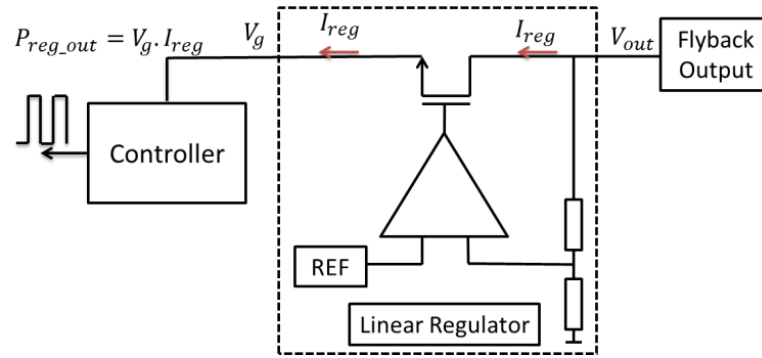 P_reg_out = V_g. I_reg
V_g
I_reg
I_reg
V_out
Flyback
Output
Controller
REF
Linear Regulator